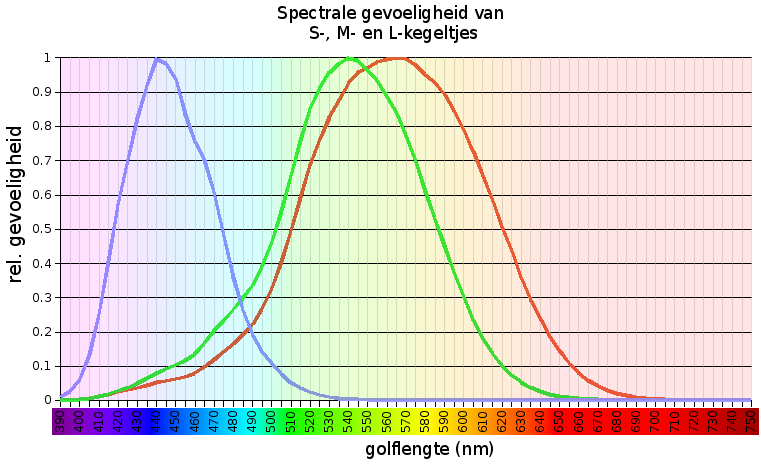 Spectrale gevoeligheid van
S-, M- en L-kegeltjes
rel. gevoeligheid
1
0.9
0.8
0.7
0.6
0.5
0.4
0.3
0.2
0.1
0
390 400 410 420 430 440 450 460 470 480 490 500 510 520 530 540 550 560 570 580 590 600 610 620 630 640 650 660 670 680 690 700 710 720 730 740 750
golflengte (nm)